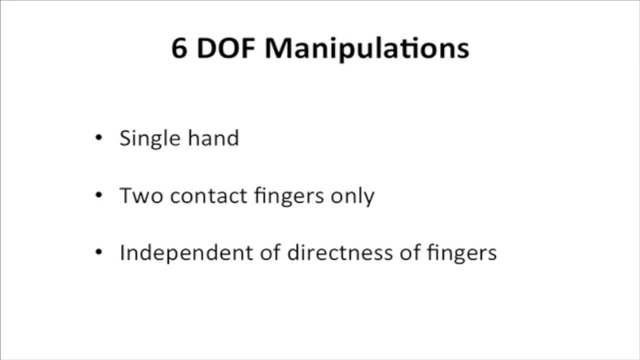 6 DOF Manipulations
• Single hand
• Two contact fingers only
• Independent of directness of fingers